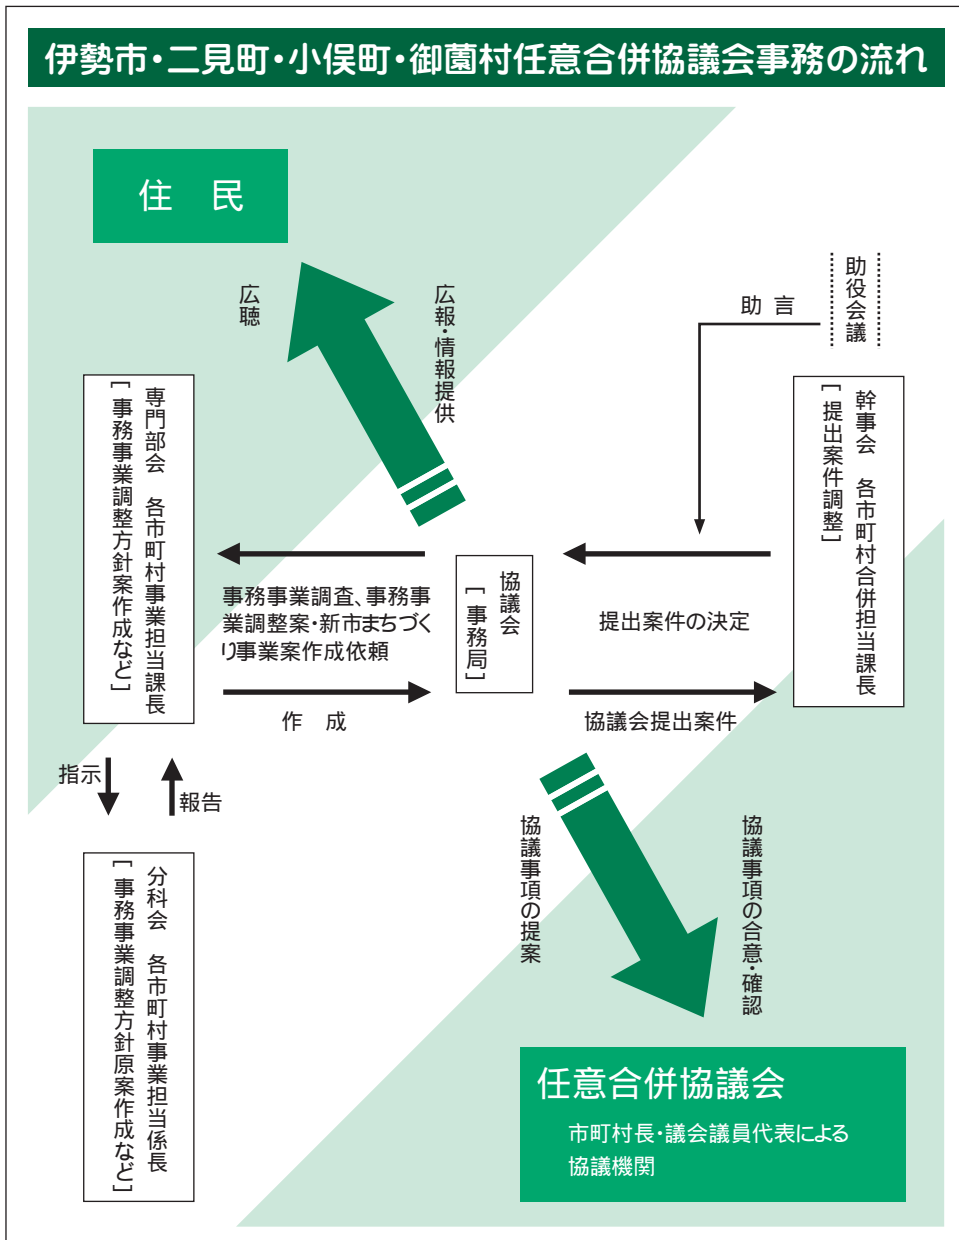 伊勢市・二見町・小俣町・御薗村任意合併協議会事務の流れ
住　民
広聴
広報・情報提供
助役会議
助 言
専門部会　各市町村事業担当課長
［事務事業調整方針案作成など］
幹事会　各市町村合併担当課長
［提出案件調整］
協議会
［事務局］
事務事業調査、事務事
業調整案・新市まちづく
り事業案作成依頼
提出案件の決定
作　成
協議会提出案件
指示
報告
分科会　各市町村事業担当係長
［事務事業調整方針原案作成など］
協議事項の提案
協議事項の合意・確認
任意合併協議会
市町村長・議会議員代表による
協議機関